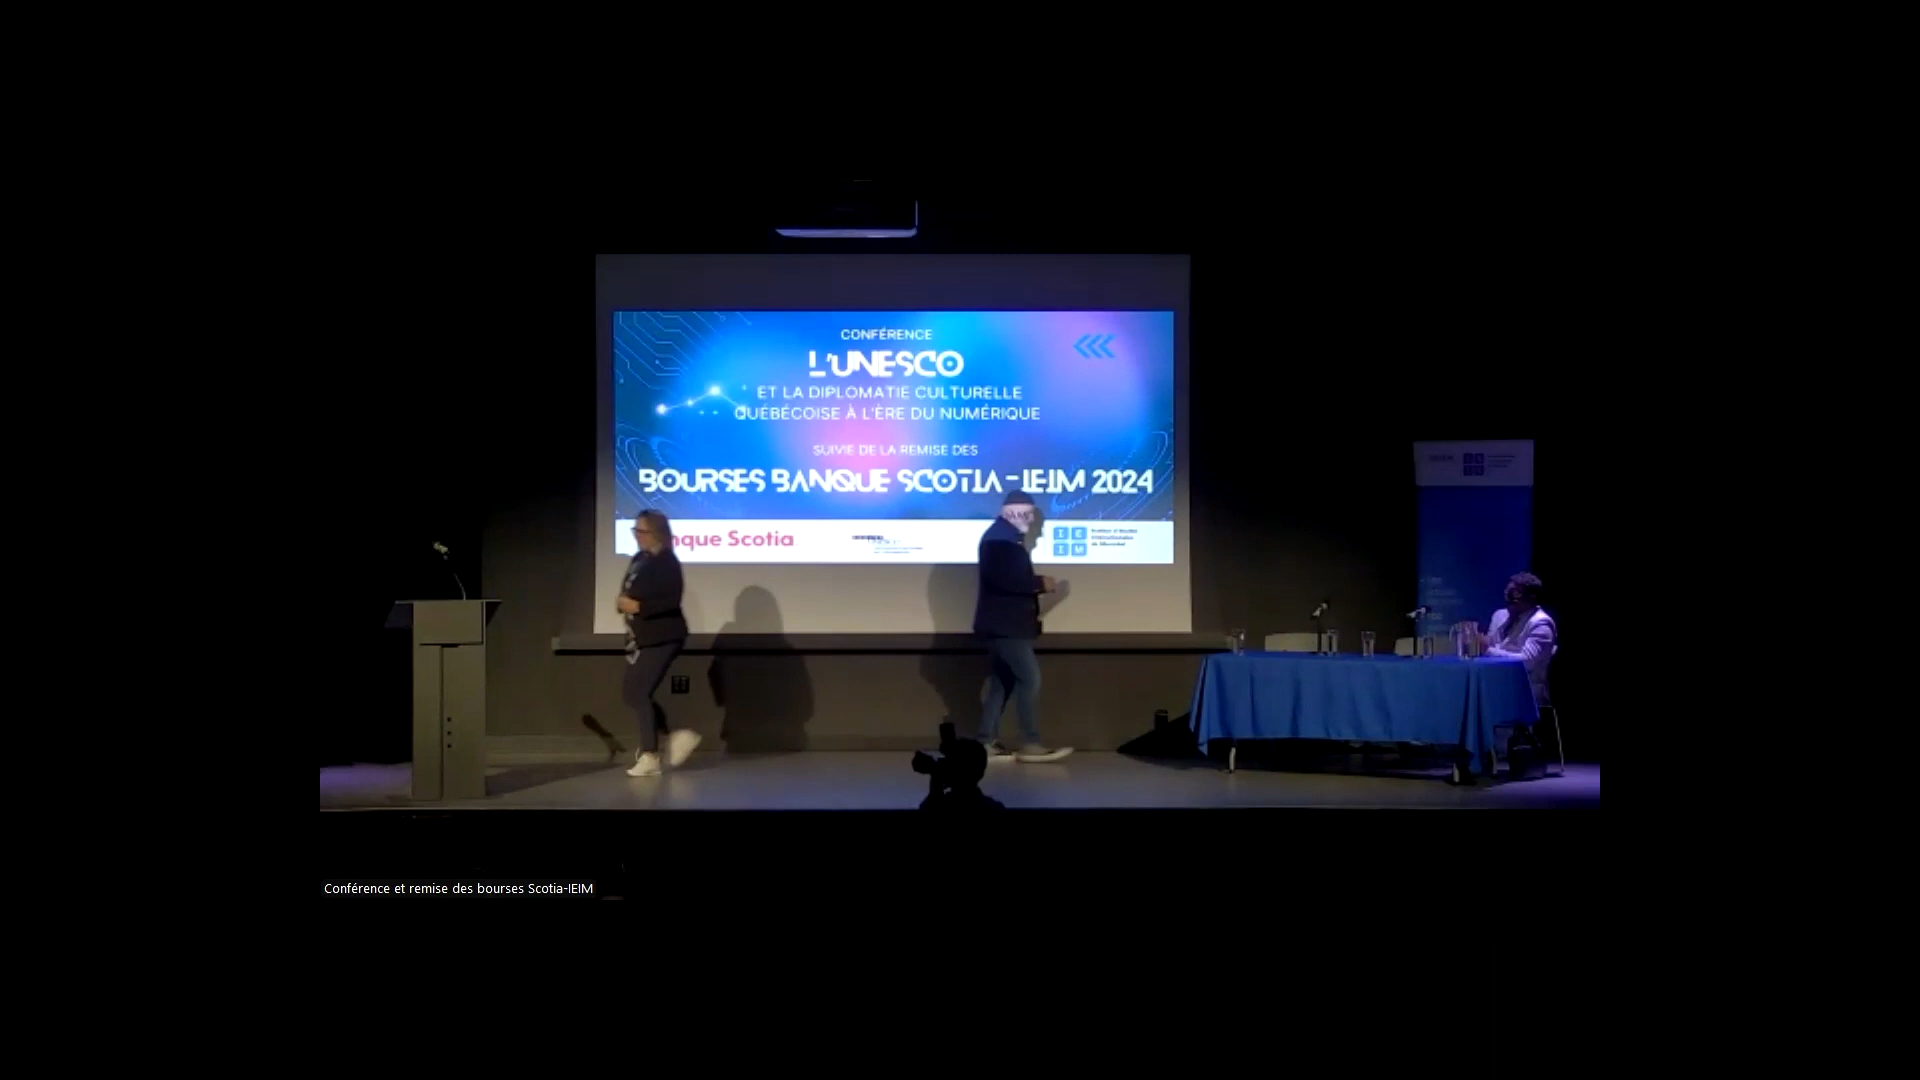 CONFÉRENCE
L'UNESCO
ET LA DIPLOMATIE CULTURELLE
QUÉBÉCOISE À L'ÈRE DU NUMÉRIQUE
SUIVIE DE LA REMISE DES
BOURSES BANQUE SCOTIA-IEIM 2024
nque Scotia
I E
I M
Conférence et remise des bourses Scotia-IEIM